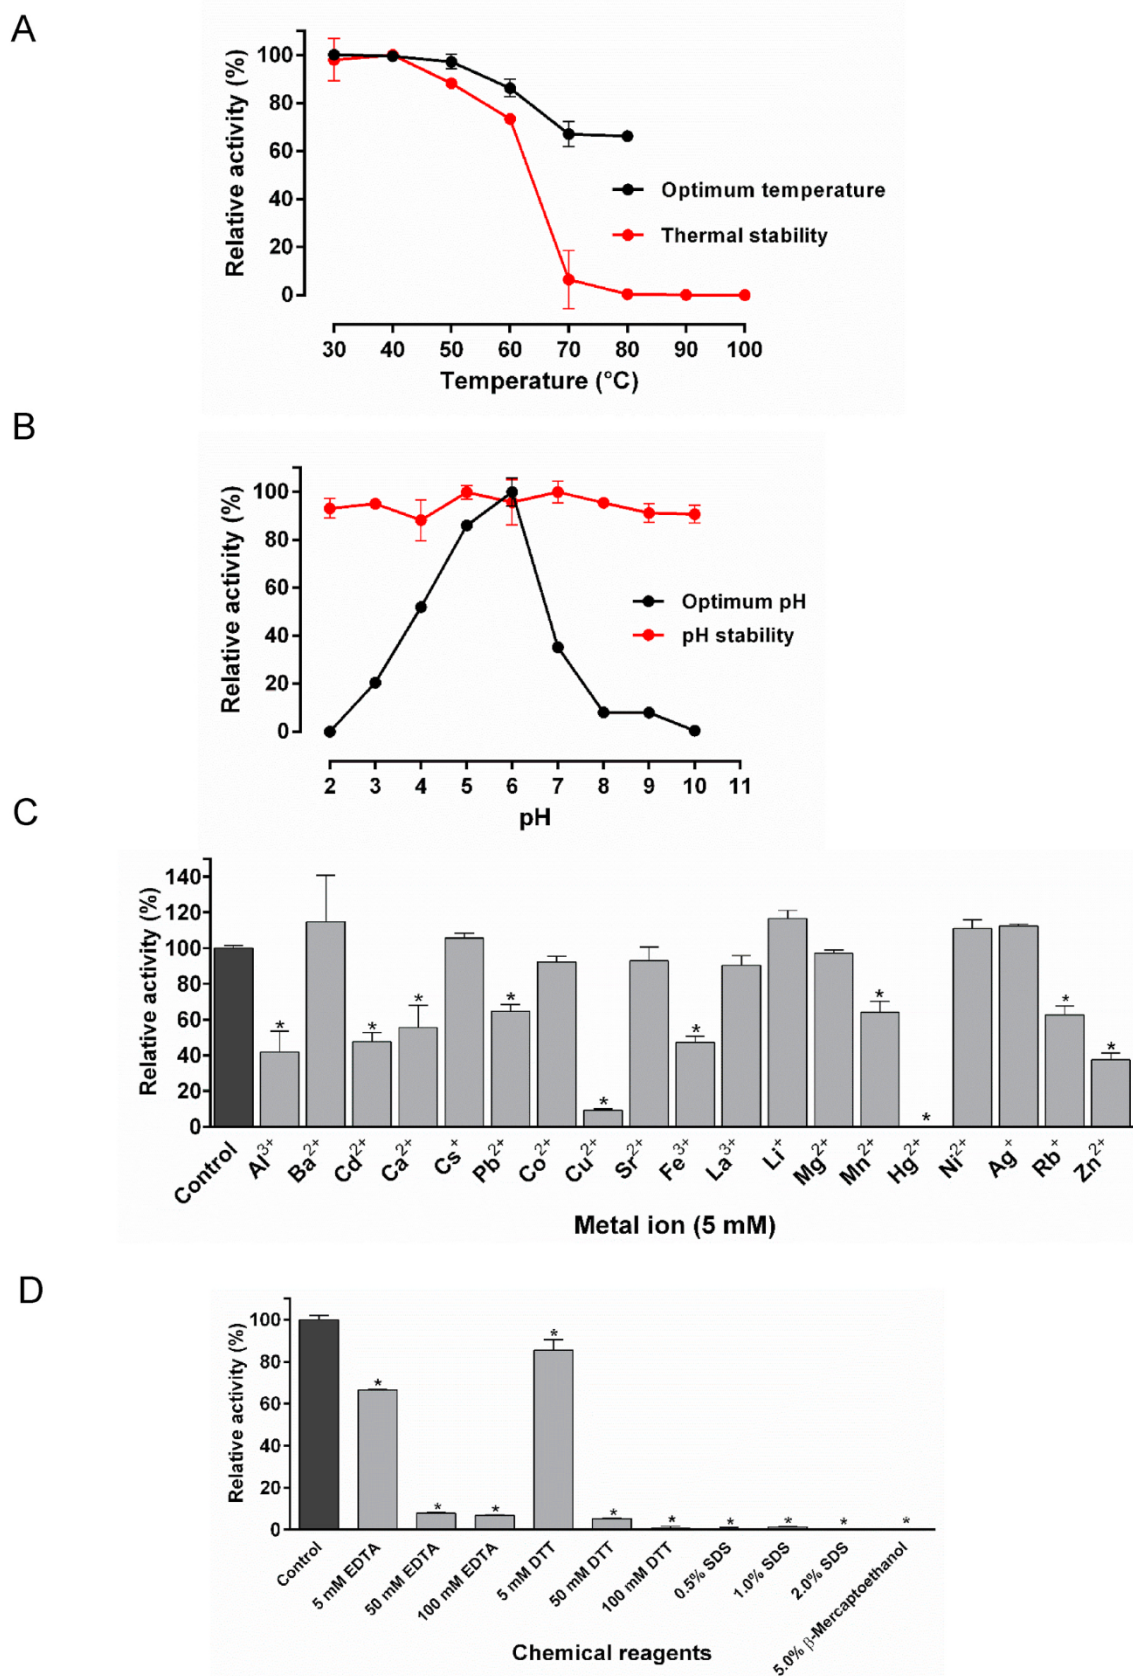 A
Relative activity (%)
100
80
60
40
20
0
Optimum temperature
Thermal stability
30 40 50 60 70 80 90 100
Temperature (°C)
B
Relative activity (%)
100
80
60
40
20
0
Optimum pH
pH stability
2 3 4 5 6 7 8 9 10 11
pH
C
Relative activity (%)
140
120
100
80
60
40
20
0
* * * * * * * * * *
Control Al³⁺ Ba²⁺ Cd²⁺ Ca²⁺ Cs⁺ Pb²⁺ Co²⁺ Cu²⁺ Sr²⁺ Fe³⁺ La³⁺ Li⁺ Mg²⁺ Mn²⁺ Hg²⁺ Ni²⁺ Ag⁺ Rb⁺ Zn²⁺
Metal ion (5 mM)
D
Relative activity (%)
100
80
60
40
20
0
* * * * * * * * * *
Control 5 mM EDTA 50 mM EDTA 100 mM EDTA 5 mM DTT 50 mM DTT 100 mM DTT 0.5% SDS 1.0% SDS 2.0% SDS 5.0% β-Mercaptoethanol
Chemical reagents